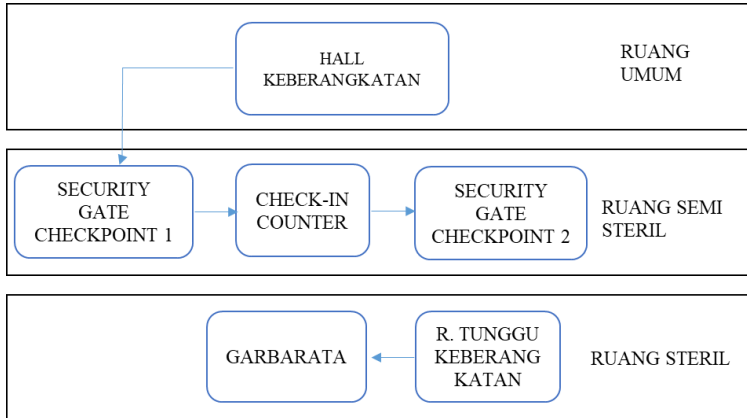 HALL
KEBERANGKATAN
RUANG
UMUM
SECURITY
GATE
CHECKPOINT 1
CHECK-IN
COUNTER
SECURITY
GATE
CHECKPOINT 2
RUANG SEMI
STERIL
GARBARATA
R. TUNGGU
KEBERANG
KATAN
RUANG STERIL